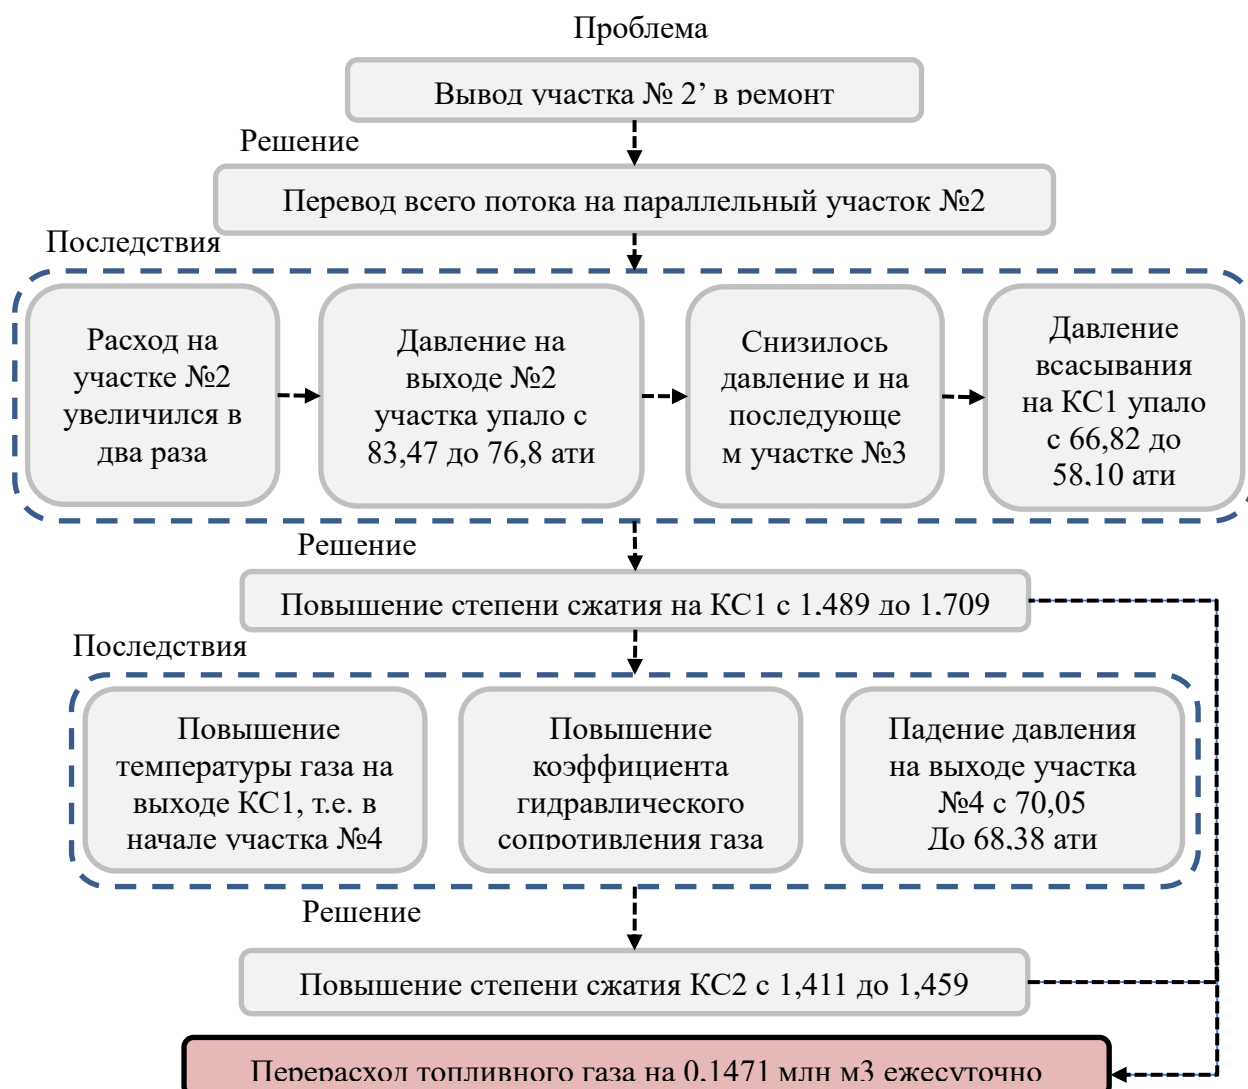 Проблема
Вывод участка № 2’ в ремонт
Решение
Перевод всего потока на параллельный участок №2
Последствия
Расход на
участке №2
увеличился в
два раза
Давление на
выходе №2
участка упало с
83,47 до 76,8 ати
Снизилось
давление и на
последующе
м участке №3
Давление
всасывания
на КС1 упало
с 66,82 до
58,10 ати
Решение
Повышение степени сжатия на КС1 с 1,489 до 1,709
Последствия
Повышение
температуры газа на
выходе КС1, т.е. в
начале участка №4
Повышение
коэффициента
гидравлического
сопротивления газа
Падение давления
на выходе участка
№4 с 70,05
До 68,38 ати
Решение
Повышение степени сжатия КС2 с 1,411 до 1,459
Перерасход топливного газа на 0,1471 млн м3 ежесуточно